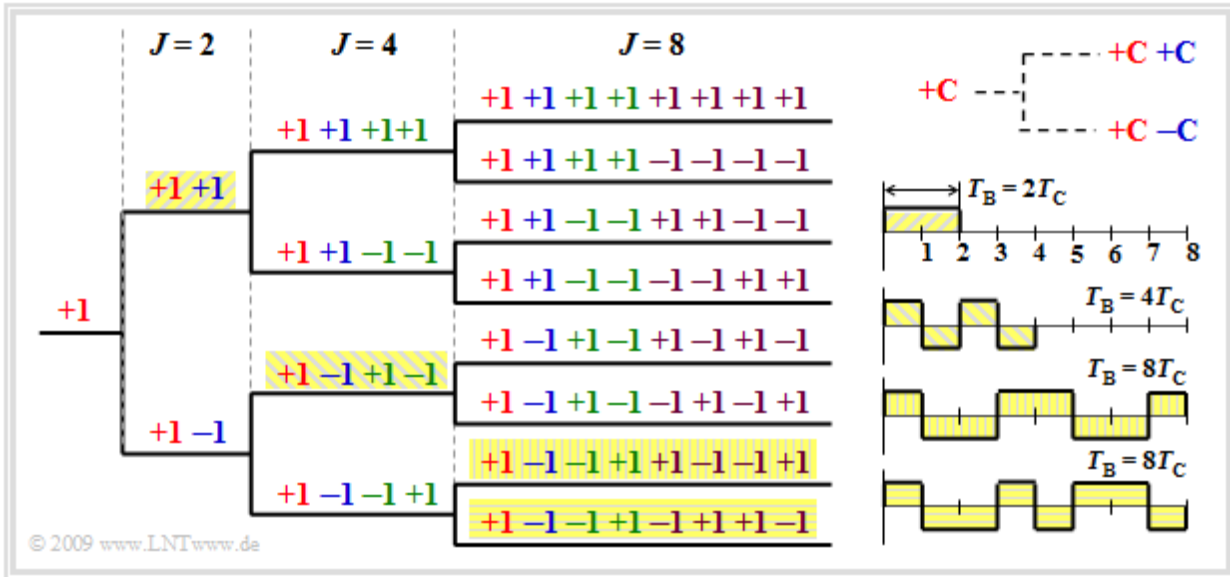 J = 2
J = 4
J = 8
+1
+1 +1
+1 –1
+1 +1 +1+1
+1 +1 –1 –1
+1 –1 +1 –1
+1 –1 –1 +1
+1 +1 +1 +1 +1 +1 +1 +1
+1 +1 +1 +1 –1 –1 –1 –1
+1 +1 –1 –1 +1 +1 –1 –1
+1 +1 –1 –1 –1 –1 +1 +1
+1 –1 +1 –1 +1 –1 +1 –1
+1 –1 +1 –1 –1 +1 –1 +1
+1 –1 –1 +1 +1 –1 –1 +1
+1 –1 –1 +1 –1 +1 +1 –1
+C
+C +C
+C –C
T_B = 2T_C
1 2 3 4 5 6 7 8
T_B = 4T_C
T_B = 8T_C
T_B = 8T_C
© 2009 www.LNTwww.de